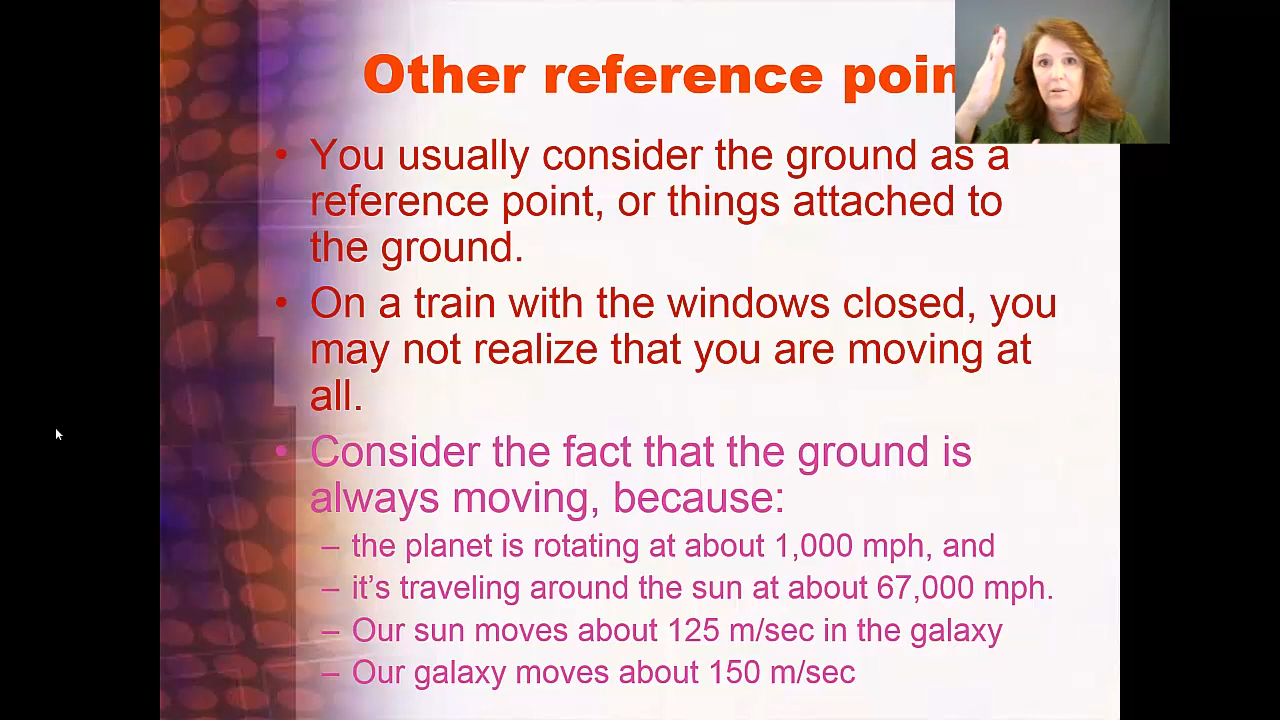 Other reference poin
• You usually consider the ground as a
reference point, or things attached to
the ground.
• On a train with the windows closed, you
may not realize that you are moving at
all.
• Consider the fact that the ground is
always moving, because:
– the planet is rotating at about 1,000 mph, and
– it's traveling around the sun at about 67,000 mph.
– Our sun moves about 125 m/sec in the galaxy
– Our galaxy moves about 150 m/sec